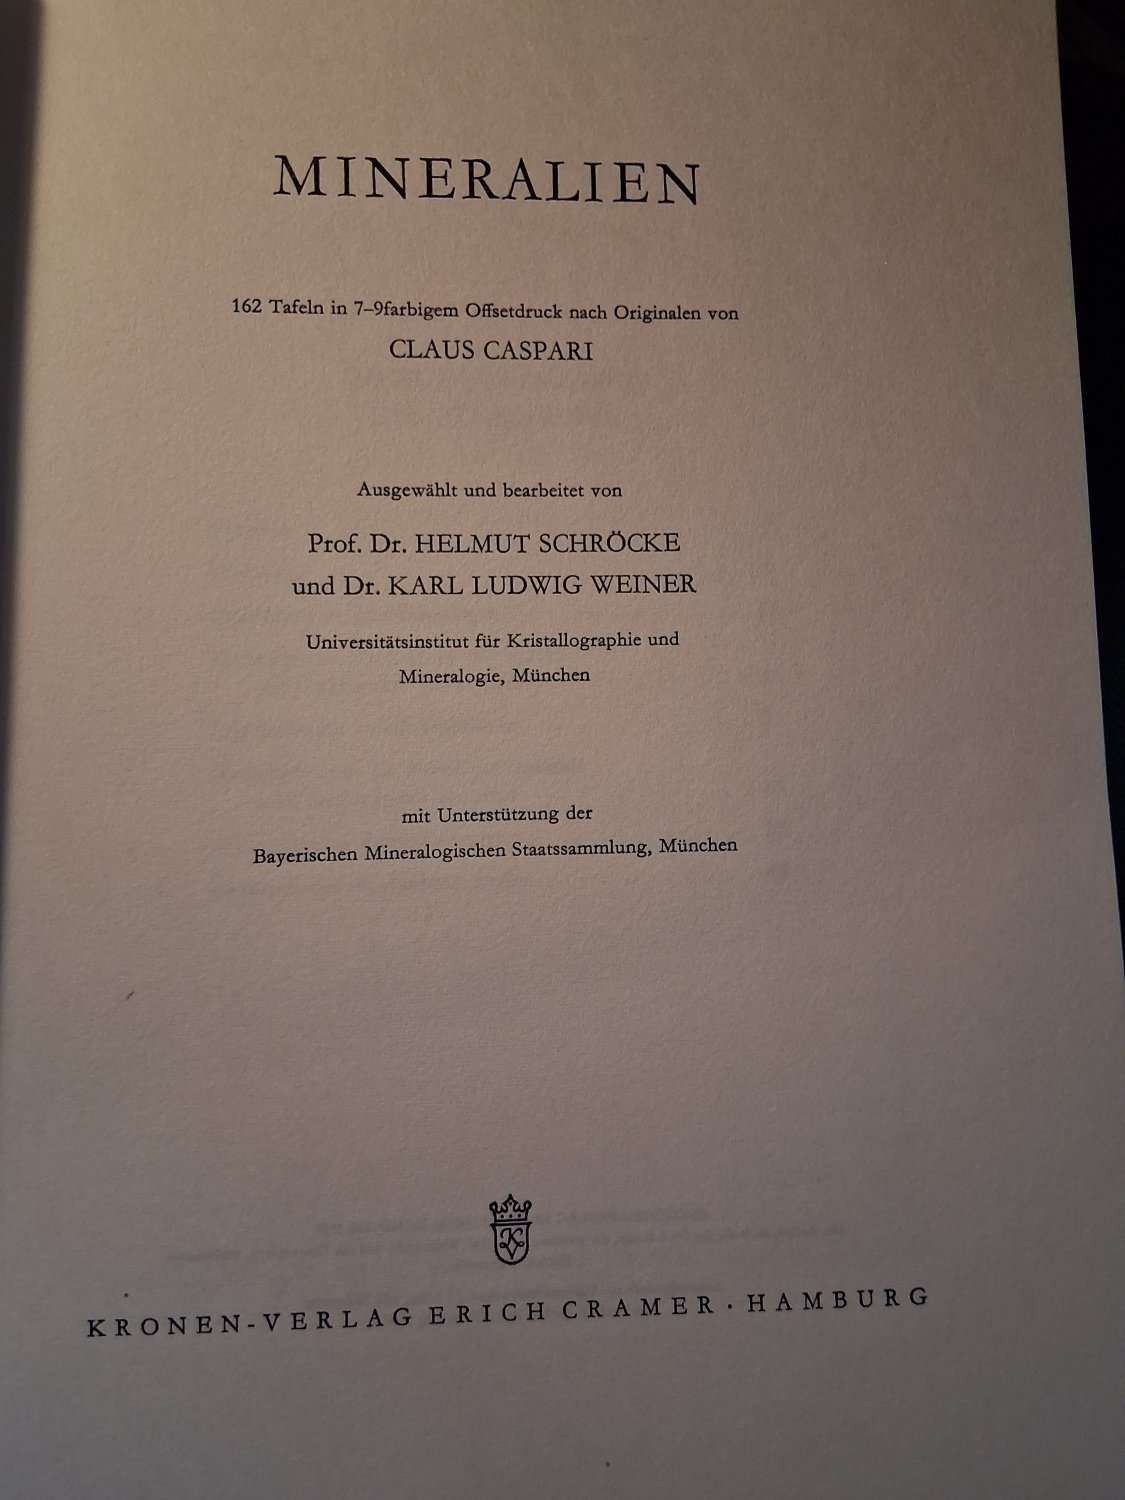 MINERALIEN
162 Tafeln in 7–9farbigem Offsetdruck nach Originalen von
CLAUS CASPARI
Ausgewählt und bearbeitet von
Prof. Dr. HELMUT SCHRÖCKE
und Dr. KARL LUDWIG WEINER
Universitätsinstitut für Kristallographie und
Mineralogie, München
mit Unterstützung der
Bayerischen Mineralogischen Staatssammlung, München
KRONEN-VERLAG ERICH CRAMER · HAMBURG